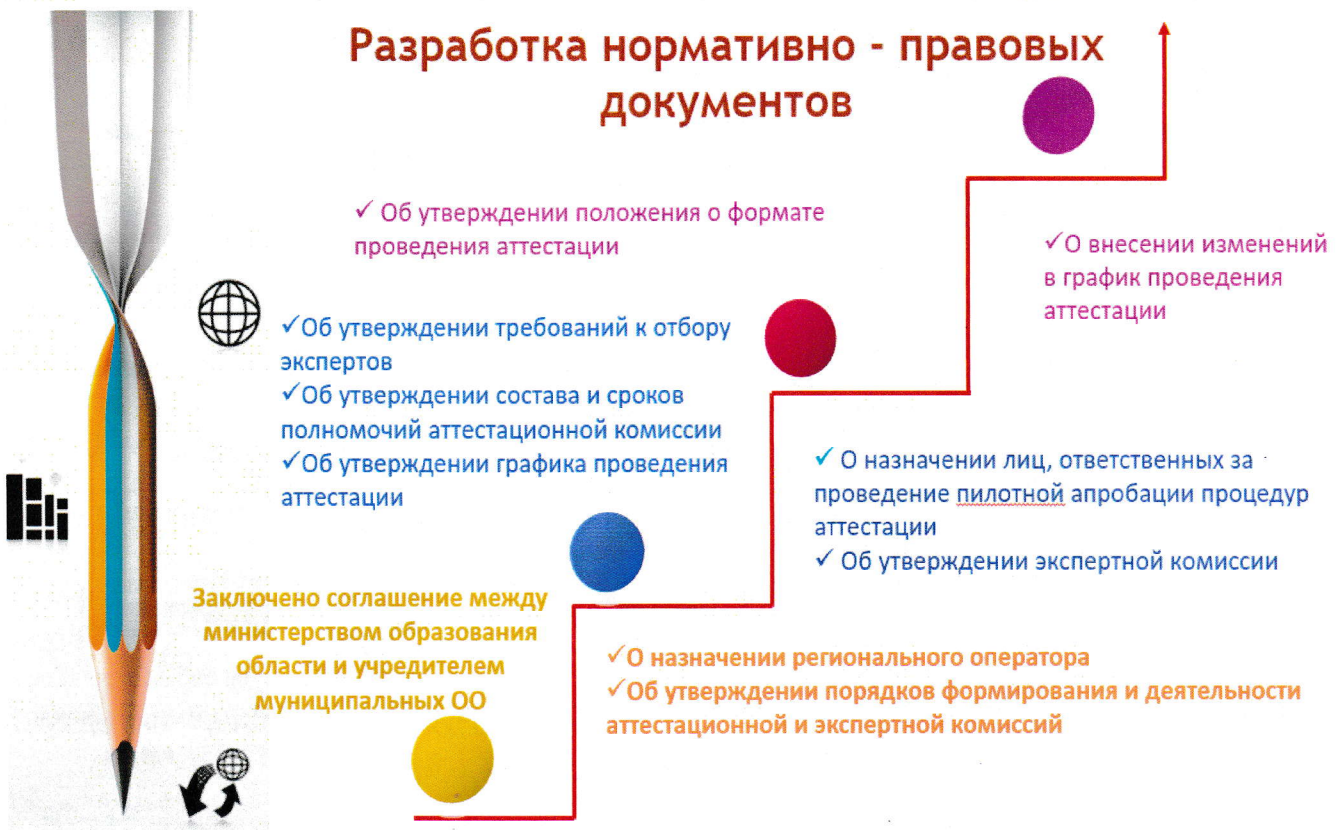 Разработка нормативно - правовых
документов
✓ Об утверждении положения о формате
проведения аттестации
✓О внесении изменений
в график проведения
аттестации
✓Об утверждении требований к отбору
экспертов
✓Об утверждении состава и сроков
полномочий аттестационной комиссии
✓Об утверждении графика проведения
аттестации
✓ О назначении лиц, ответственных за
проведение пилотной апробации процедур
аттестации
✓ Об утверждении экспертной комиссии
Заключено соглашение между
министерством образования
области и учредителем
муниципальных ОО
✓О назначении регионального оператора
✓Об утверждении порядков формирования и деятельности
аттестационной и экспертной комиссий